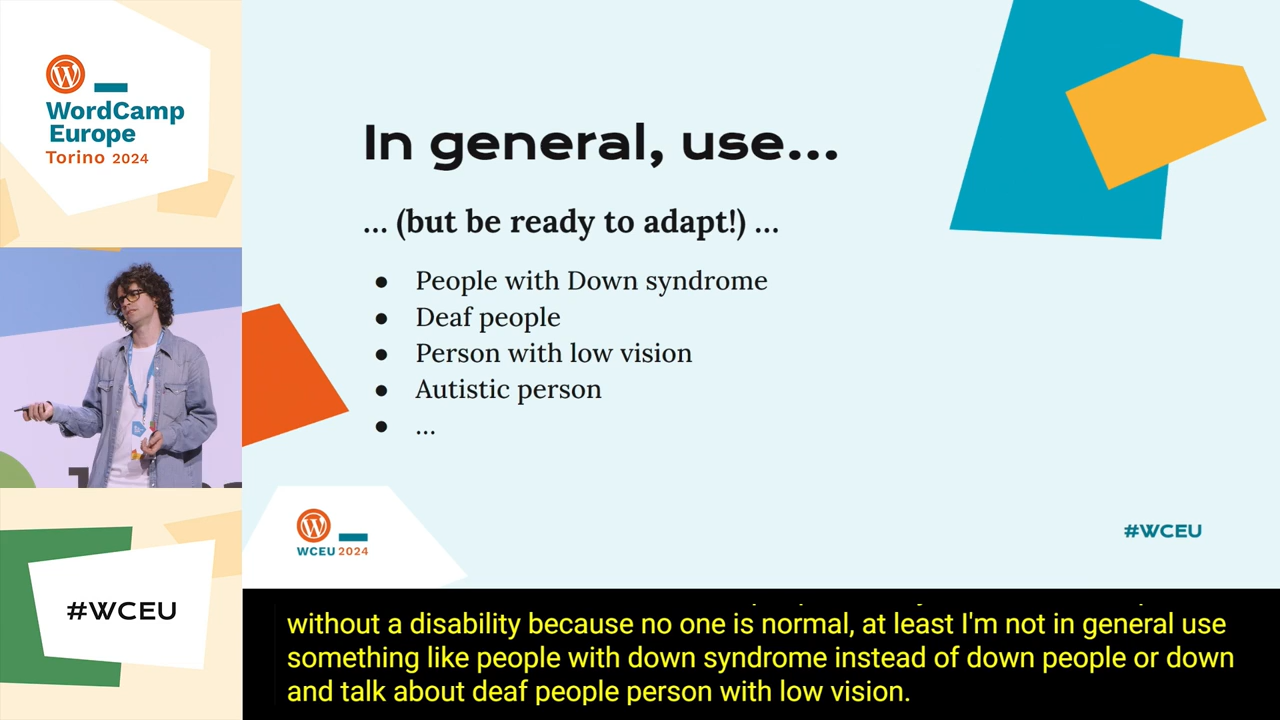 WordCamp
Europe
Torino 2024
In general, use...
... (but be ready to adapt!) ...
● People with Down syndrome
● Deaf people
● Person with low vision
● Autistic person
● ...
WCEU 2024
#WCEU
#WCEU
without a disability because no one is normal, at least I'm not in general use
something like people with down syndrome instead of down people or down
and talk about deaf people person with low vision.